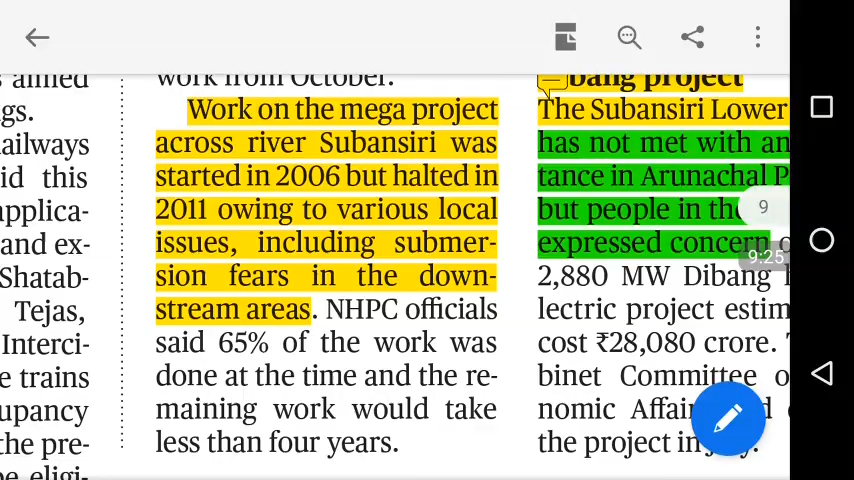 s aimed
gs.
ailways
id this
applica-
and ex-
Shatab-
Tejas,
Interci-
e trains
upancy
the pre-
be eligi-
work from October.
Work on the mega project
across river Subansiri was
started in 2006 but halted in
2011 owing to various local
issues, including submer-
sion fears in the down-
stream areas. NHPC officials
said 65% of the work was
done at the time and the re-
maining work would take
less than four years.
bang project
The Subansiri Lower
has not met with an
tance in Arunachal P
but people in the
expressed concern o
2,880 MW Dibang h
lectric project estim
cost ₹28,080 crore. T
binet Committee o
nomic Affai
the project in
9
9:25